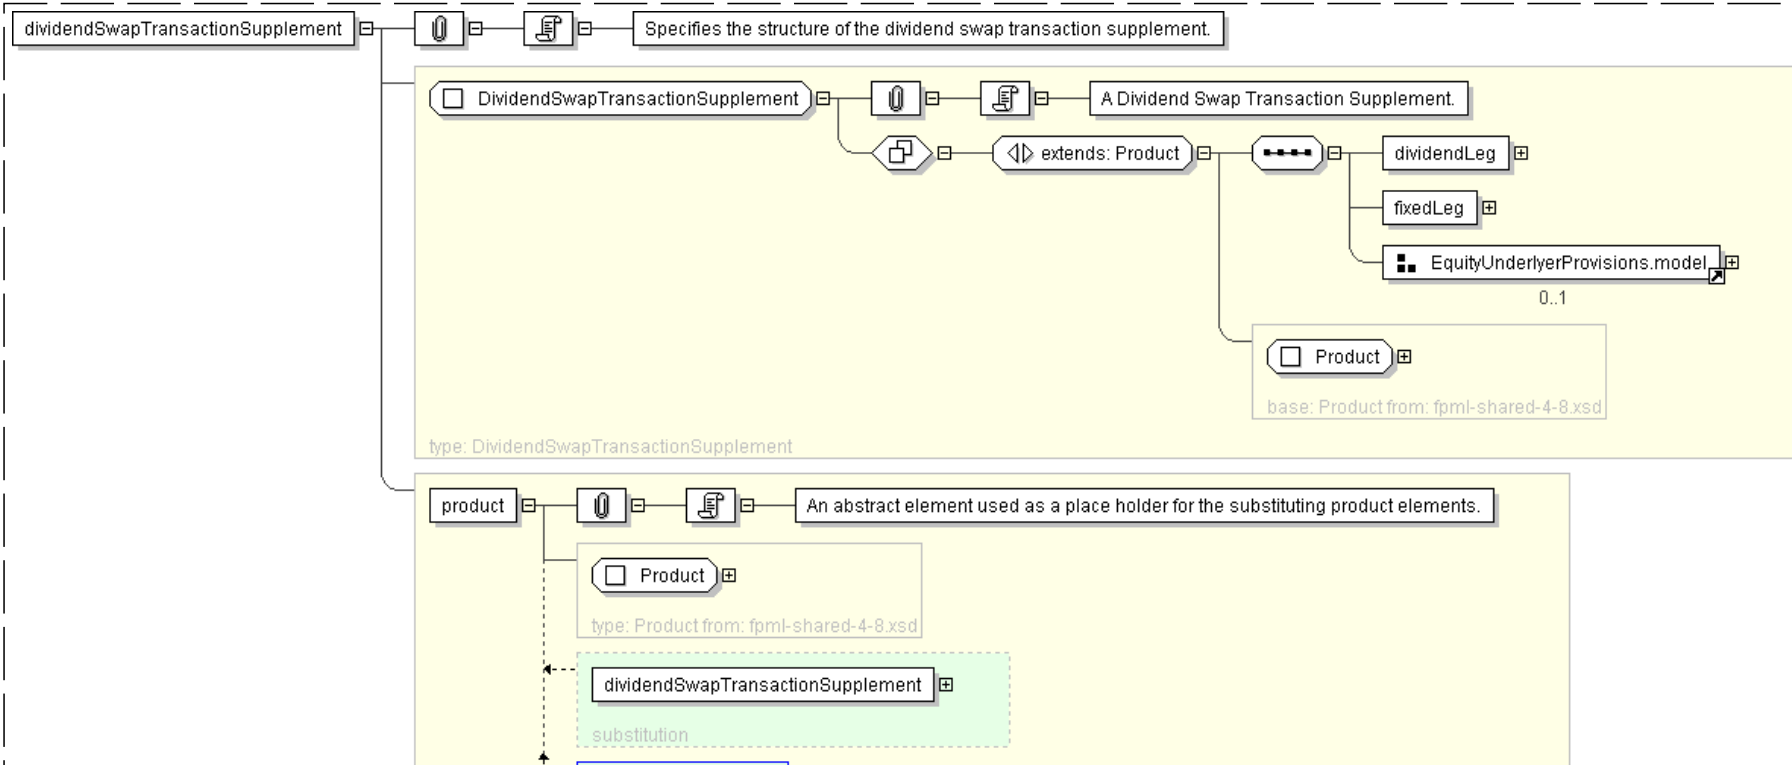 dividendSwapTransactionSupplement
Specifies the structure of the dividend swap transaction supplement.
DividendSwapTransactionSupplement
A Dividend Swap Transaction Supplement.
extends: Product
dividendLeg
fixedLeg
EquityUnderlyerProvisions.model
0..1
Product
base: Product from: fpml-shared-4-8.xsd
type: DividendSwapTransactionSupplement
product
An abstract element used as a place holder for the substituting product elements.
Product
type: Product from: fpml-shared-4-8.xsd
dividendSwapTransactionSupplement
substitution